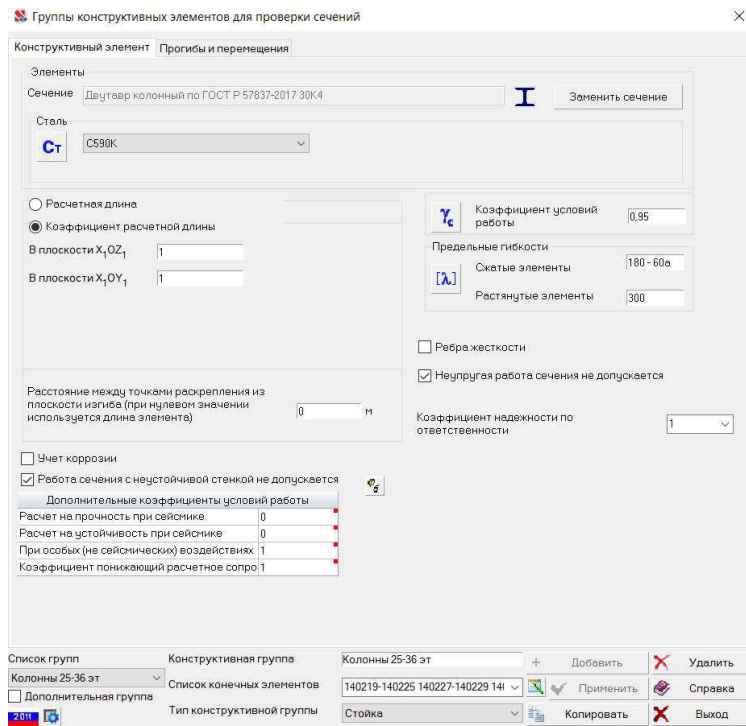 Группы конструктивных элементов для проверки сечений
Конструктивный элемент Прогибы и перемещения
Элементы
Сечение Двутавр колонный по ГОСТ Р 57837-2017 30К4 Заменить сечение
Сталь
Ст С590К
Расчетная длина
Коэффициент расчетной длины
В плоскости X1OZ1 1
В плоскости X1OY1 1
γc Коэффициент условий работы 0,95
Предельные гибкости
[λ] Сжатые элементы 180 - 60α
Растянутые элементы 300
Ребра жесткости
Неупругая работа сечения не допускается
Расстояние между точками раскрепления из
плоскости изгиба (при нулевом значении
используется длина элемента) 0 м
Коэффициент надежности по
ответственности 1
Учет коррозии
Работа сечения с неустойчивой стенкой не допускается
Дополнительные коэффициенты условий работы
Расчет на прочность при сейсмике 0
Расчет на устойчивость при сейсмике 0
При особых (не сейсмических) воздействиях 1
Коэффициент понижающий расчетное сопро 1
Список групп Конструктивная группа Колонны 25-36 эт + Добавить Удалить
Колонны 25-36 эт Список конечных элементов 140219-140225 140227-140229 14( Применить Справка
Дополнительная группа
2011 Тип конструктивной группы Стойка Копировать Выход